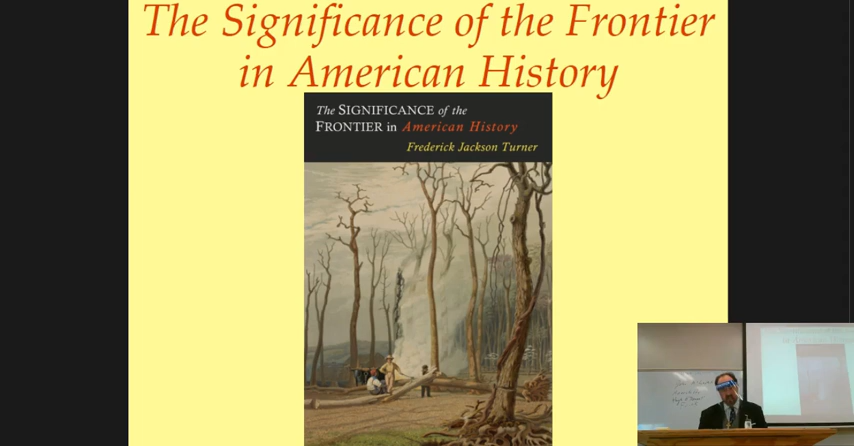 The Significance of the Frontier
in American History
The SIGNIFICANCE of the
FRONTIER in American History
Frederick Jackson Turner